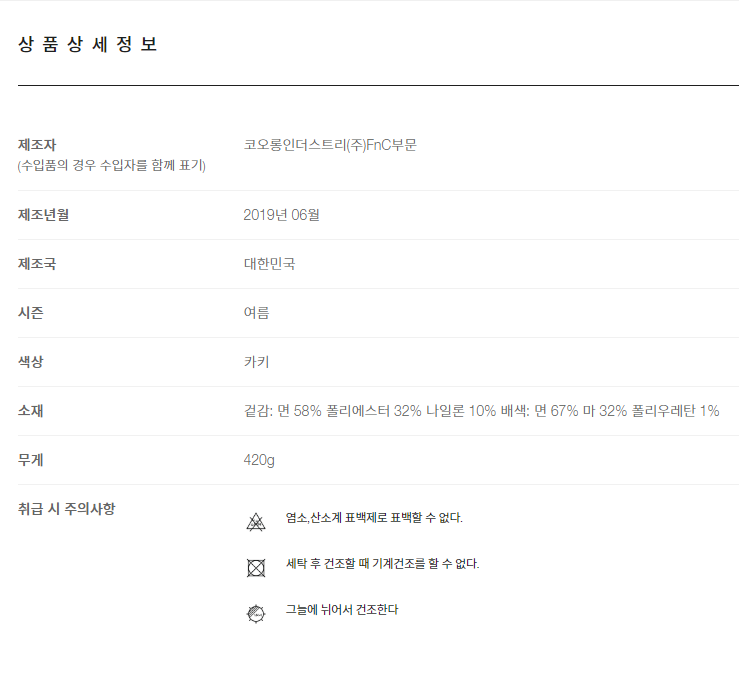 상품상세정보
제조자 코오롱인더스트리(주)FnC부문
(수입품의 경우 수입자를 함께 표기)
제조년월 2019년 06월
제조국 대한민국
시즌 여름
색상 카키
소재 겉감: 면 58% 폴리에스터 32% 나일론 10% 배색: 면 67% 마 32% 폴리우레탄 1%
무게 420g
취급 시 주의사항
염소,산소계 표백제로 표백할 수 없다.
세탁 후 건조할 때 기계건조를 할 수 없다.
그늘에 뉘어서 건조한다